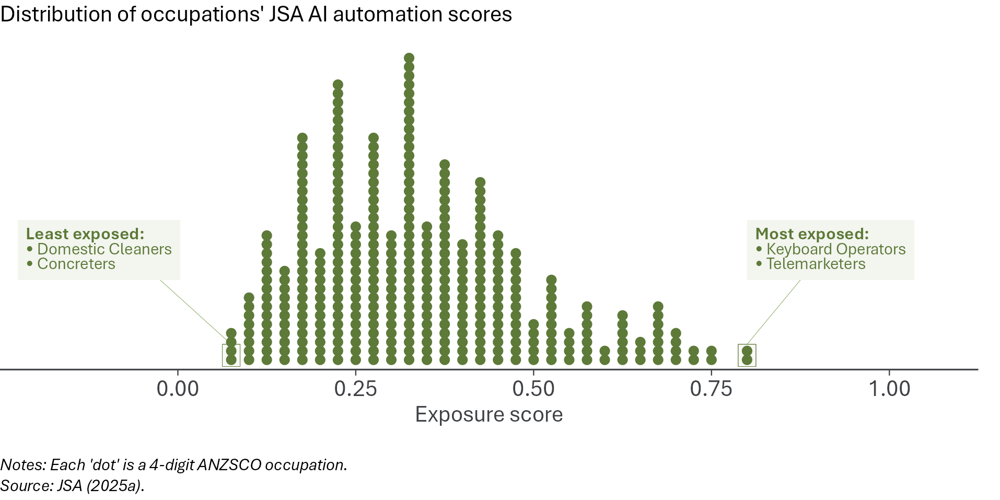 Distribution of occupations' JSA AI automation scores
Least exposed:
• Domestic Cleaners
• Concreters
Most exposed:
• Keyboard Operators
• Telemarketers
0.00
0.25
0.50
0.75
1.00
Exposure score
Notes: Each 'dot' is a 4-digit ANZSCO occupation.
Source: JSA (2025a).